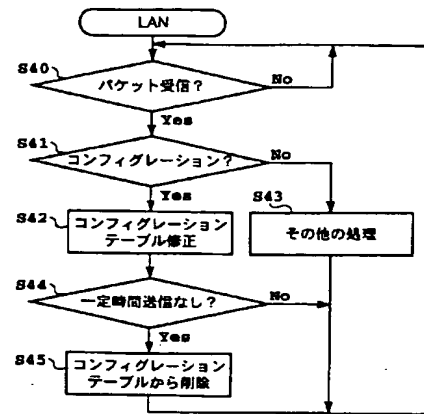 LAN
S40
パケット受信?
No
Yes
S41
コンフィグレーション?
No
Yes
S42
コンフィグレーション
テーブル修正
S43
その他の処理
S44
一定時間送信なし?
No
Yes
S45
コンフィグレーション
テーブルから削除